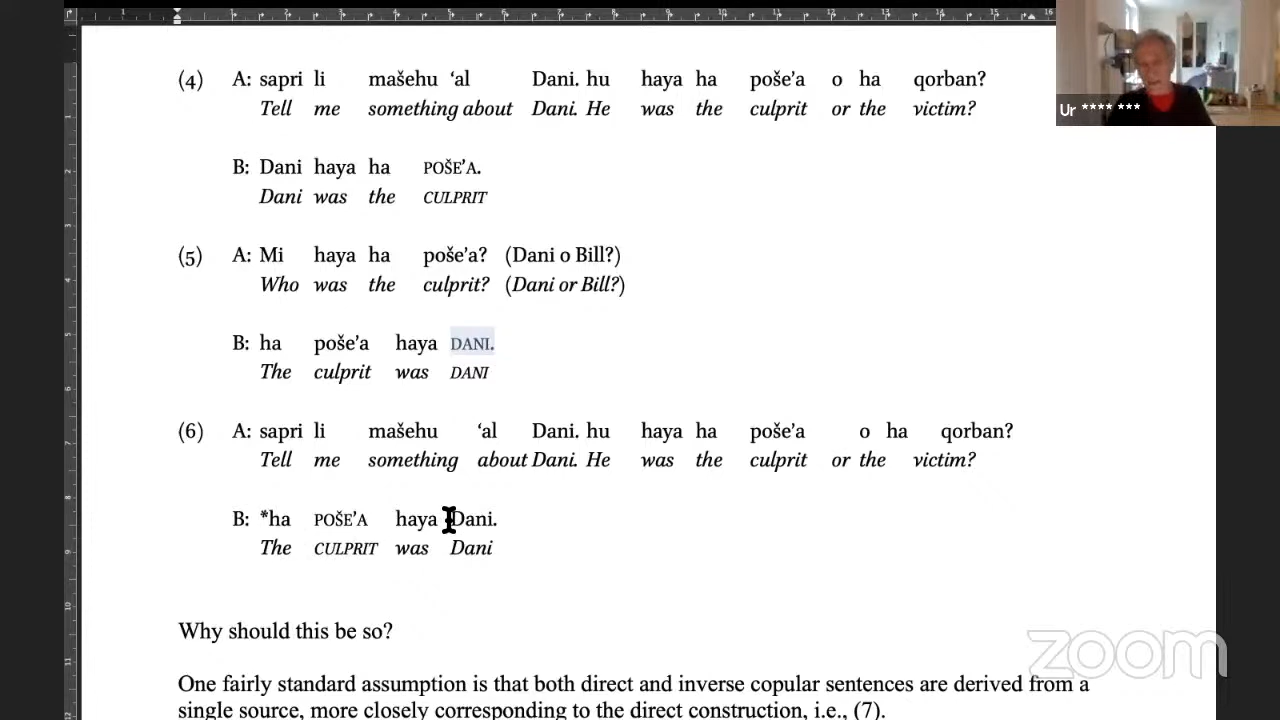 (4) A: sapri li mašehu ‘al Dani. hu haya ha poše’a o ha qorban?
Tell me something about Dani. He was the culprit or the victim?
Ur **** ***
B: Dani haya ha POŠE’A.
Dani was the CULPRIT
(5) A: Mi haya ha poše’a? (Dani o Bill?)
Who was the culprit? (Dani or Bill?)
B: ha poše’a haya DANI.
The culprit was DANI
(6) A: sapri li mašehu ‘al Dani. hu haya ha poše’a o ha qorban?
Tell me something about Dani. He was the culprit or the victim?
B: *ha POŠE’A haya Dani.
The CULPRIT was Dani
Why should this be so?
zoom
One fairly standard assumption is that both direct and inverse copular sentences are derived from a
single source, more closely corresponding to the direct construction, i.e., (7).